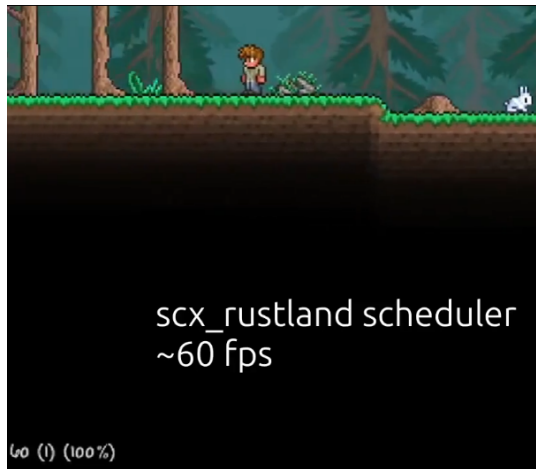 scx_rustland scheduler
~60 fps
60 (1) (100%)